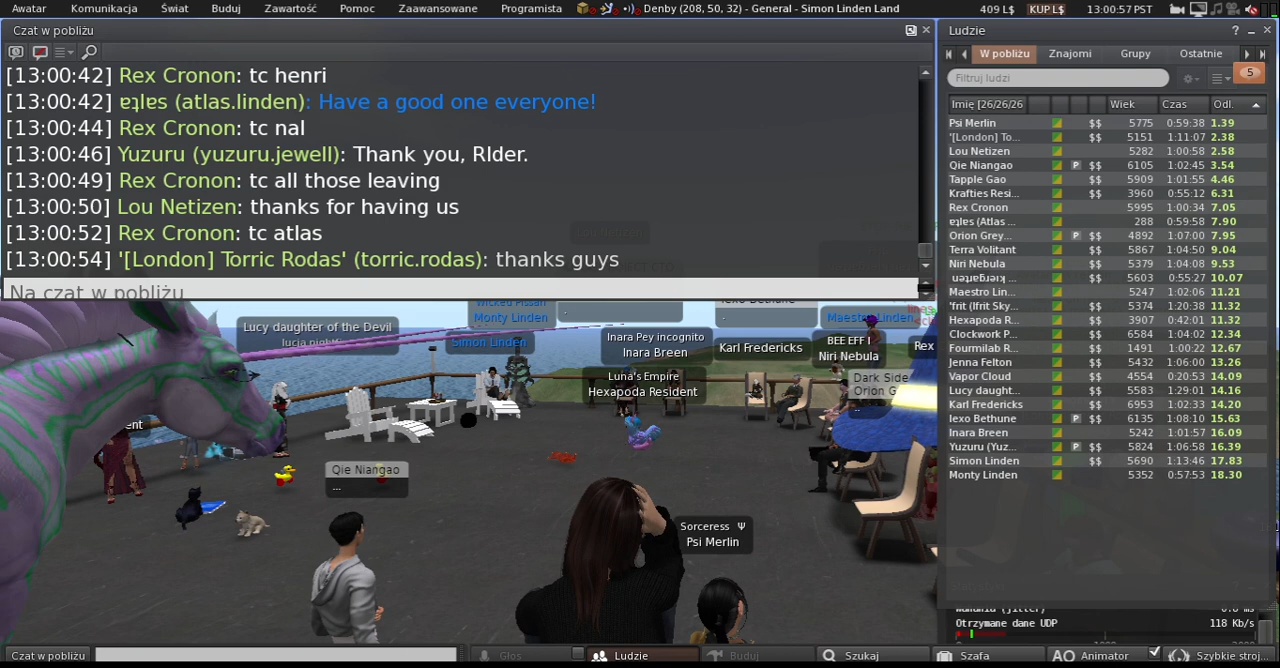 Awatar Komunikacja Świat Buduj Zawartość Pomoc Zaawansowane Programista Denby (208, 50, 32) - General - Simon Linden Land 409 L$ KUP L$ 13:00:57 PST
Czat w pobliżu
[13:00:42] Rex Cronon: tc henri
[13:00:42] ɐʇlɐs (atlas.linden): Have a good one everyone!
[13:00:44] Rex Cronon: tc nal
[13:00:46] Yuzuru (yuzuru.jewell): Thank you, RIder.
[13:00:49] Rex Cronon: tc all those leaving
[13:00:50] Lou Netizen: thanks for having us
[13:00:52] Rex Cronon: tc atlas
[13:00:54] '[London] Torric Rodas' (torric.rodas): thanks guys
Na czat w pobliżu
Monty Linden
Simon Linden
Lucy daughter of the Devil
Inara Pey incognito
Inara Breen
Karl Fredericks
Maestro Linden
BEE EFF !
Niri Nebula
Rex
Luna's Empire
Hexapoda Resident
Dark Side
Orion G
Qie Niangao
...
Sorceress Ψ
Psi Merlin
Ludzie
W pobliżu Znajomi Grupy Ostatnie
Filtruj ludzi
5
Imię [26/26/26 Wiek Czas Odl.
Psi Merlin 5775 0:59:38 1.39
'[London] To... $$ 5151 1:11:07 2.38
Lou Netizen 5282 1:00:58 2.58
Qie Niangao P $$ 6105 1:02:45 3.54
Tapple Gao $$ 5909 1:01:55 4.46
Krafties Resi... $$ 3960 0:55:12 6.31
Rex Cronon 5995 1:00:34 7.05
ɐʇlɐs (Atlas ... 288 0:59:58 7.90
Orion Grey... P $$ 4892 1:07:00 7.95
Terra Volitant $$ 5867 1:04:50 9.04
Niri Nebula $$ 5379 1:04:08 9.53
$$ 5603 0:55:27 10.07
Maestro Lin... 5247 1:02:06 11.21
'frit (Ifrit Sky... $$ 5374 1:20:38 11.32
Hexapoda R... $$ 3907 0:42:01 11.32
Clockwork P... $$ 6584 1:04:02 12.34
Fourmilab R... $$ 1491 1:00:22 12.67
Jenna Felton $$ 5432 1:06:00 13.26
Vapor Cloud $$ 4554 0:20:53 14.09
Lucy daught... $$ 5583 1:29:01 14.16
Karl Fredericks $$ 6953 1:02:33 14.20
Iexo Bethune P $$ 6135 1:08:10 15.63
Inara Breen 5242 1:01:57 16.09
Yuzuru (Yuz... P $$ 5824 1:06:58 16.39
Simon Linden $$ 5690 1:13:46 17.83
Monty Linden 5352 0:57:53 18.30
Otrzymane dane UDP 118 Kb/s
Czat w pobliżu Głos Ludzie Buduj Szukaj Szafa AO Animator Szybkie stroj...